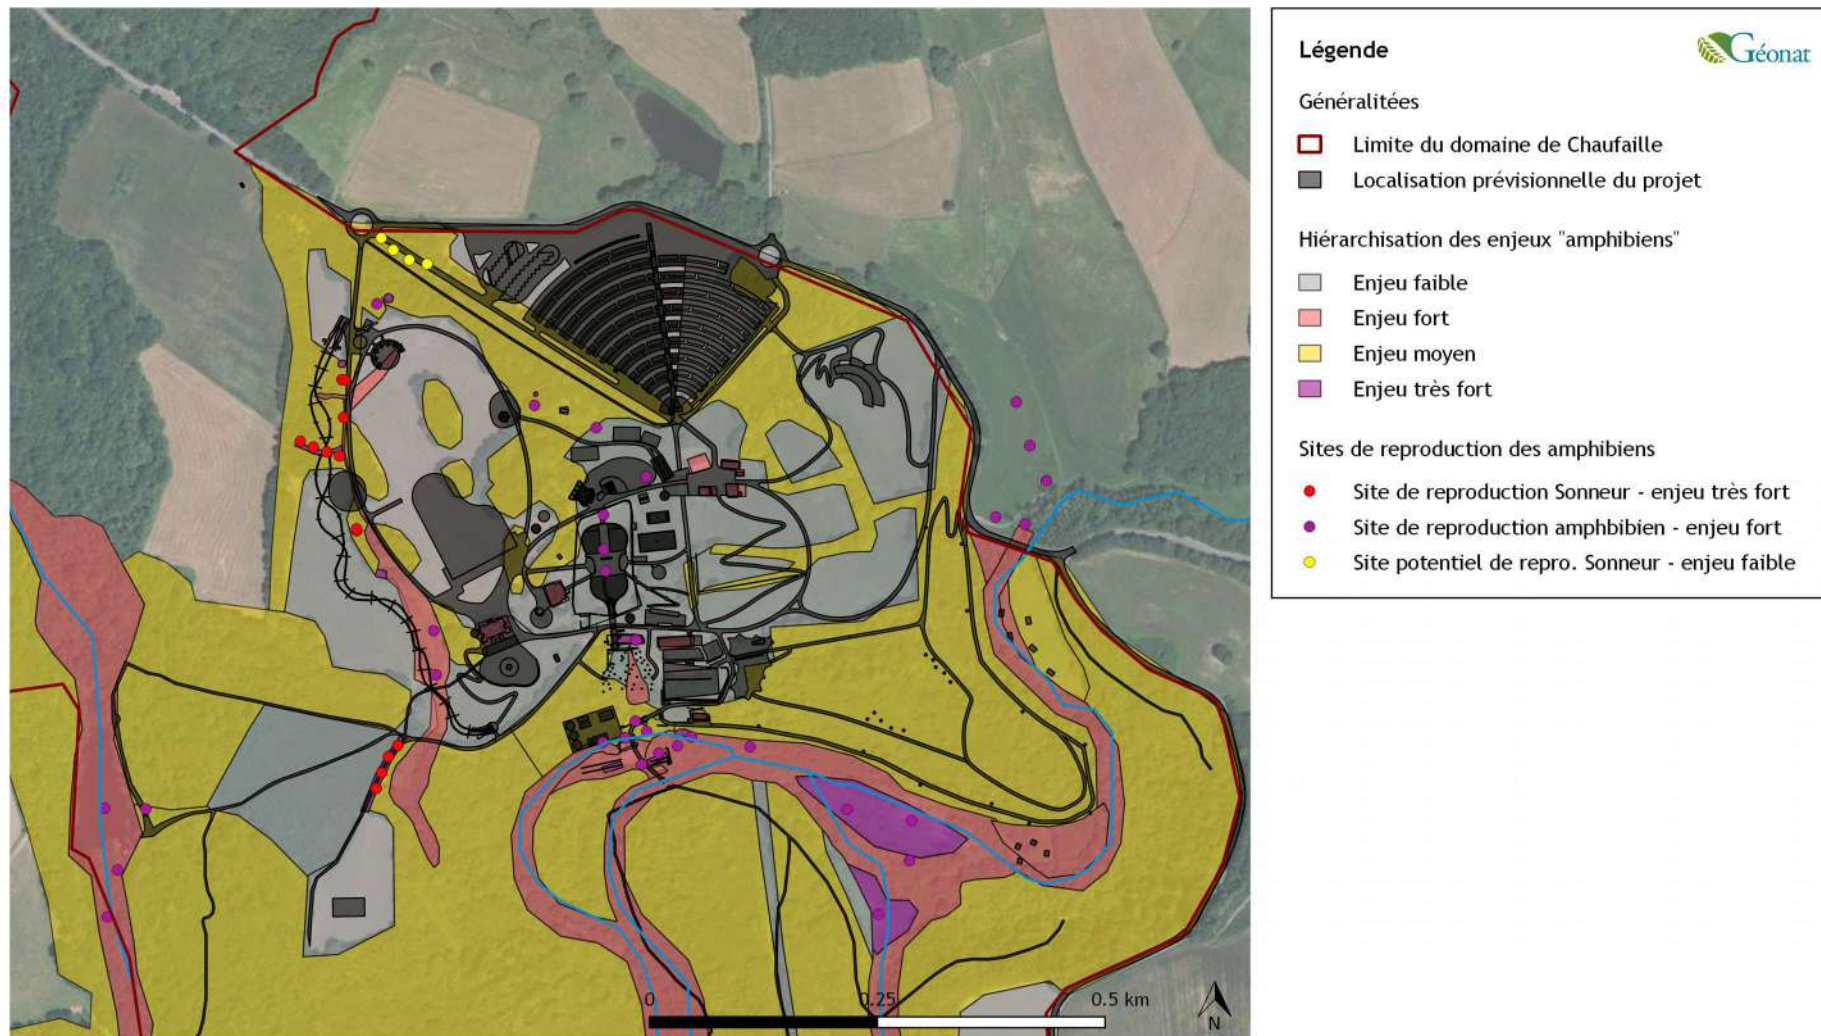 Légende
Géonat
Généralitées
Limite du domaine de Chaufaille
Localisation prévisionnelle du projet
Hiérarchisation des enjeux "amphibiens"
Enjeu faible
Enjeu fort
Enjeu moyen
Enjeu très fort
Sites de reproduction des amphibiens
Site de reproduction Sonneur - enjeu très fort
Site de reproduction amphbibien - enjeu fort
Site potentiel de repro. Sonneur - enjeu faible
0 0.25 0.5 km
N